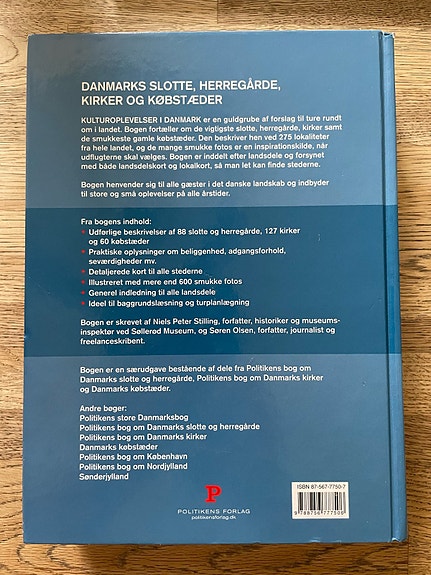 DANMARKS SLOTTE, HERREGÅRDE,
KIRKER OG KØBSTÆDER
KULTUROPLEVELSER I DANMARK er en guldgrube af forslag til ture rundt
om i landet. Bogen fortæller om de vigtigste slotte, herregårde, kirker samt
de smukkeste gamle købstæder. Den beskriver hen ved 275 lokaliteter
fra hele landet, og de mange smukke fotos er en inspirationskilde, når
udflugterne skal vælges. Bogen er inddelt efter landsdele og forsynet
med både landsdelskort og lokalkort, så man let kan finde stederne.
Bogen henvender sig til alle gæster i det danske landskab og indbyder
til store og små oplevelser på alle årstider.
Fra bogens indhold:
• Udførlige beskrivelser af 88 slotte og herregårde, 127 kirker
og 60 købstæder
• Praktiske oplysninger om beliggenhed, adgangsforhold,
seværdigheder mv.
• Detaljerede kort til alle stederne
• Illustreret med mere end 600 smukke fotos
• Generel indledning til alle landsdele
• Ideel til baggrundslæsning og turplanlægning
Bogen er skrevet af Niels Peter Stilling, forfatter, historiker og museums-
inspektør ved Søllerød Museum, og Søren Olsen, forfatter, journalist og
freelanceskribent.
Bogen er en særudgave bestående af dele fra Politikens bog om
Danmarks slotte og herregårde, Politikens bog om Danmarks kirker
og Danmarks købstæder.
Andre bøger:
Politikens store Danmarksbog
Politikens bog om Danmarks slotte og herregårde
Politikens bog om Danmarks kirker
Danmarks købstæder
Politikens bog om København
Politikens bog om Nordjylland
Sønderjylland
P
POLITIKENS FORLAG
politikensforlag.dk
ISBN 87-567-7750-7
9 788756 777506